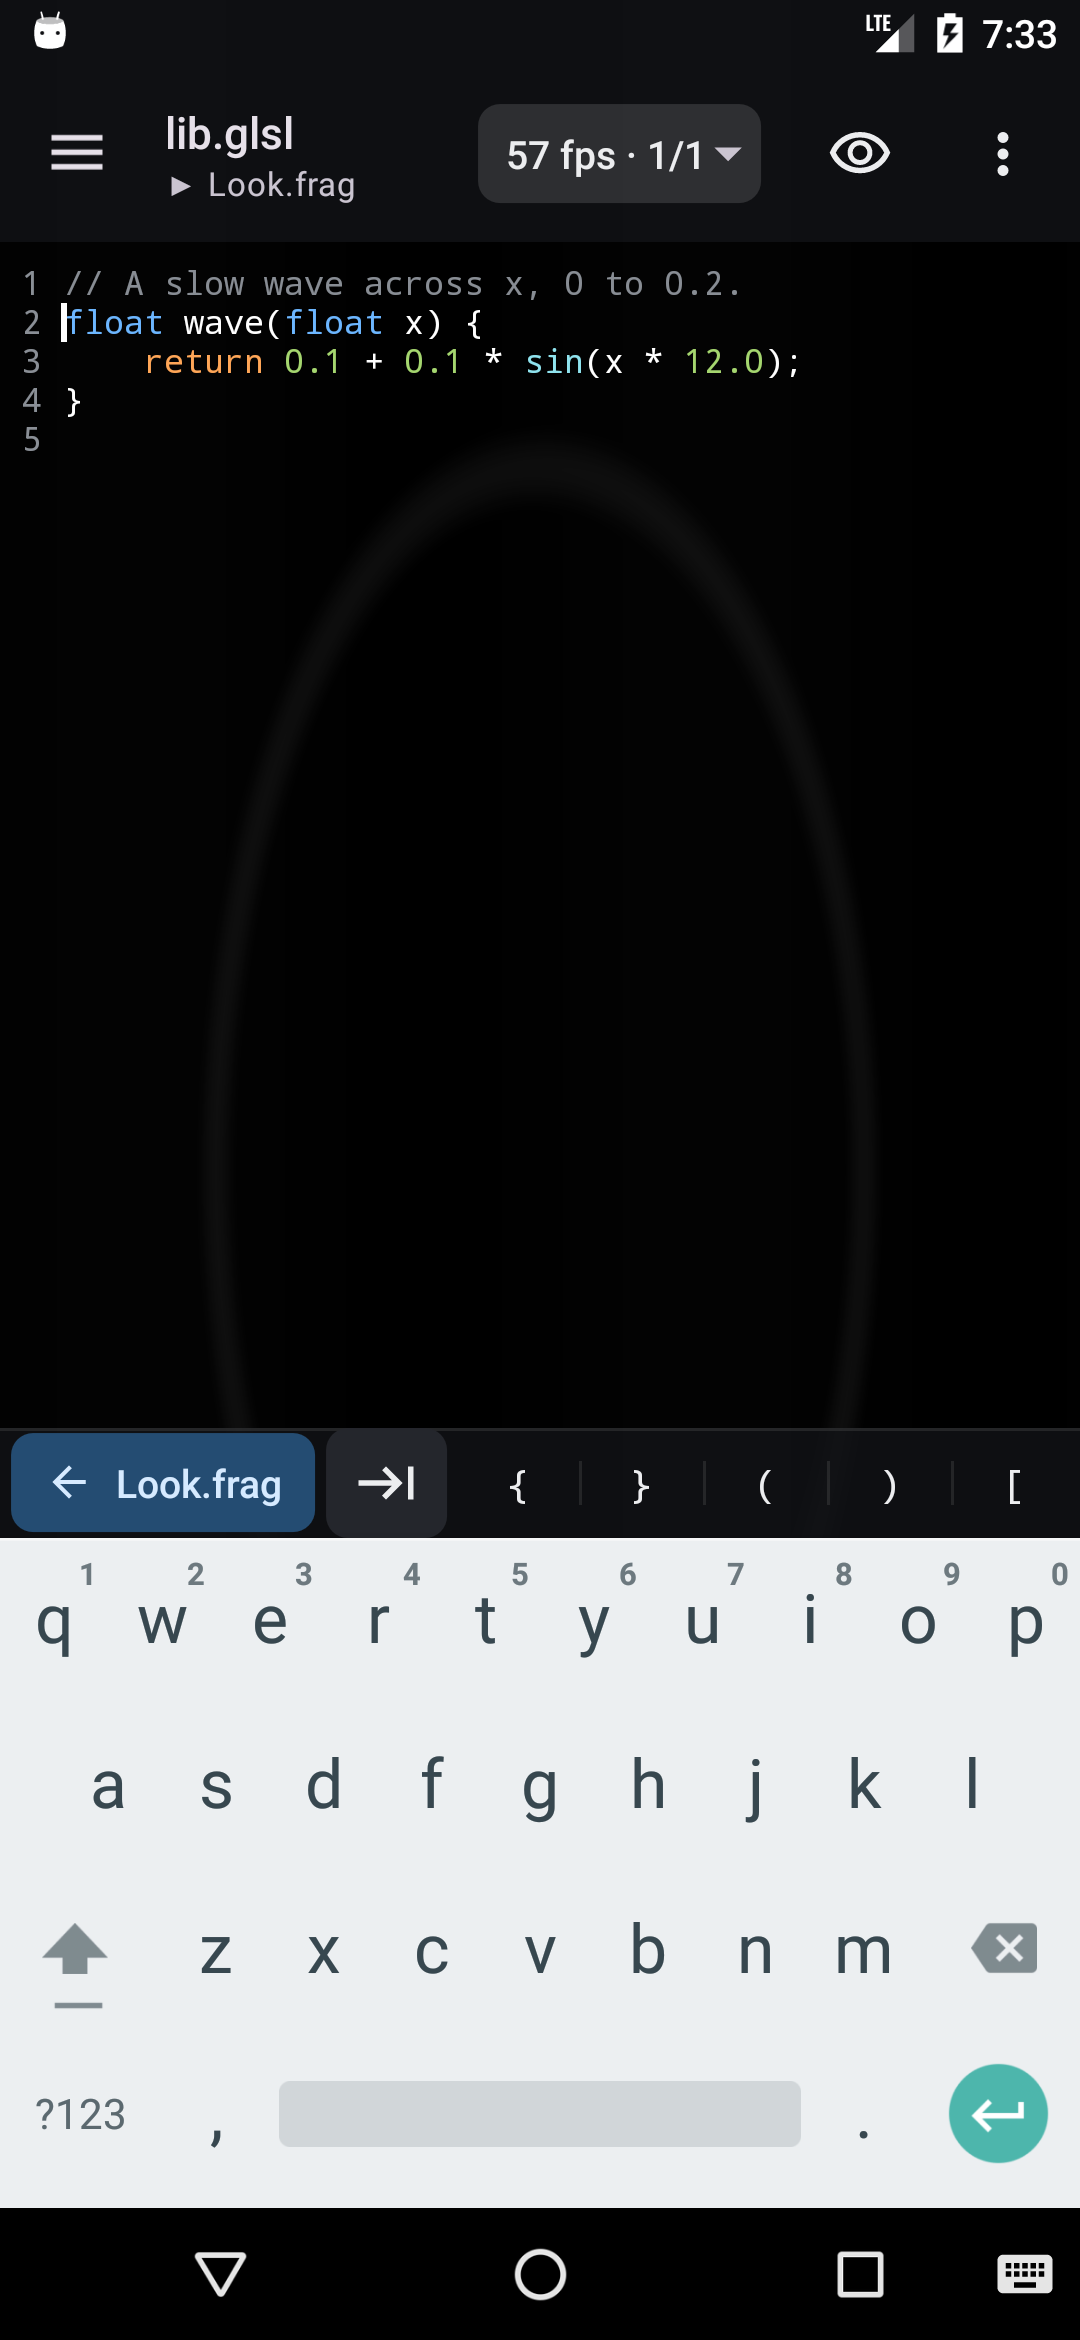 LTE 7:33
lib.glsl
► Look.frag
57 fps · 1/1
1 // A slow wave across x, 0 to 0.2.
2 float wave(float x) {
3     return 0.1 + 0.1 * sin(x * 12.0);
4 }
5
← Look.frag { } ( ) [
1 2 3 4 5 6 7 8 9 0
q w e r t y u i o p
a s d f g h j k l
z x c v b n m
?123 , .